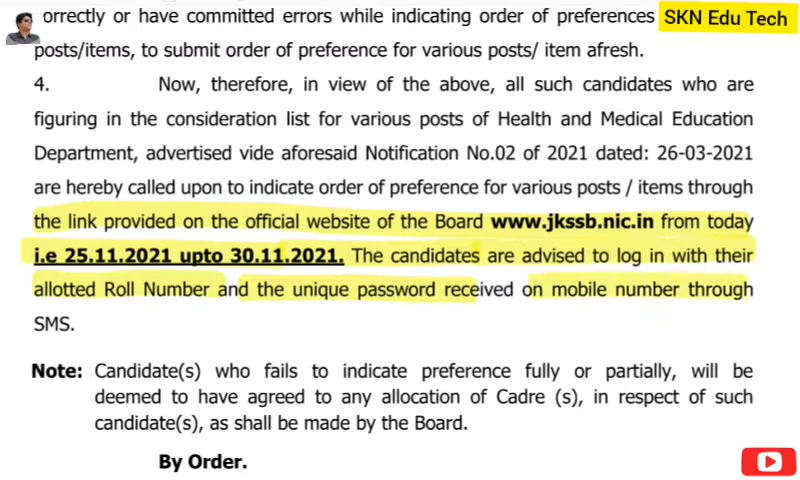 orrectly or have committed errors while indicating order of preferences SKN Edu Tech
posts/items, to submit order of preference for various posts/ item afresh.
4. Now, therefore, in view of the above, all such candidates who are
figuring in the consideration list for various posts of Health and Medical Education
Department, advertised vide aforesaid Notification No.02 of 2021 dated: 26-03-2021
are hereby called upon to indicate order of preference for various posts / items through
the link provided on the official website of the Board www.jkssb.nic.in from today
i.e 25.11.2021 upto 30.11.2021. The candidates are advised to log in with their
allotted Roll Number and the unique password received on mobile number through
SMS.
Note: Candidate(s) who fails to indicate preference fully or partially, will be
deemed to have agreed to any allocation of Cadre (s), in respect of such
candidate(s), as shall be made by the Board.
By Order.